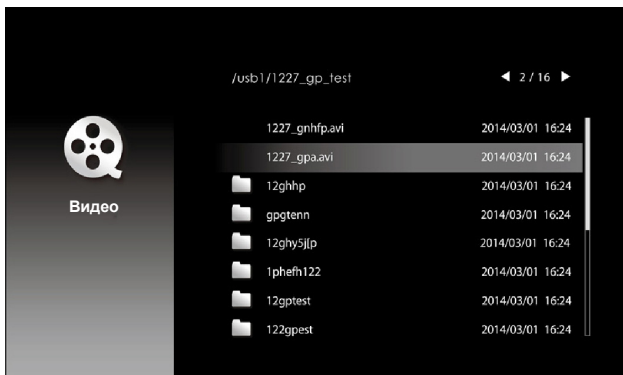 /usb1/1227_gp_test ◀ 2 / 16 ▶
1227_gnhfp.avi 2014/03/01 16:24
1227_gpa.avi 2014/03/01 16:24
12ghhp 2014/03/01 16:24
Видео
gpgtenn 2014/03/01 16:24
12ghy5j[p 2014/03/01 16:24
1phefh122 2014/03/01 16:24
12gptest 2014/03/01 16:24
122gpest 2014/03/01 16:24